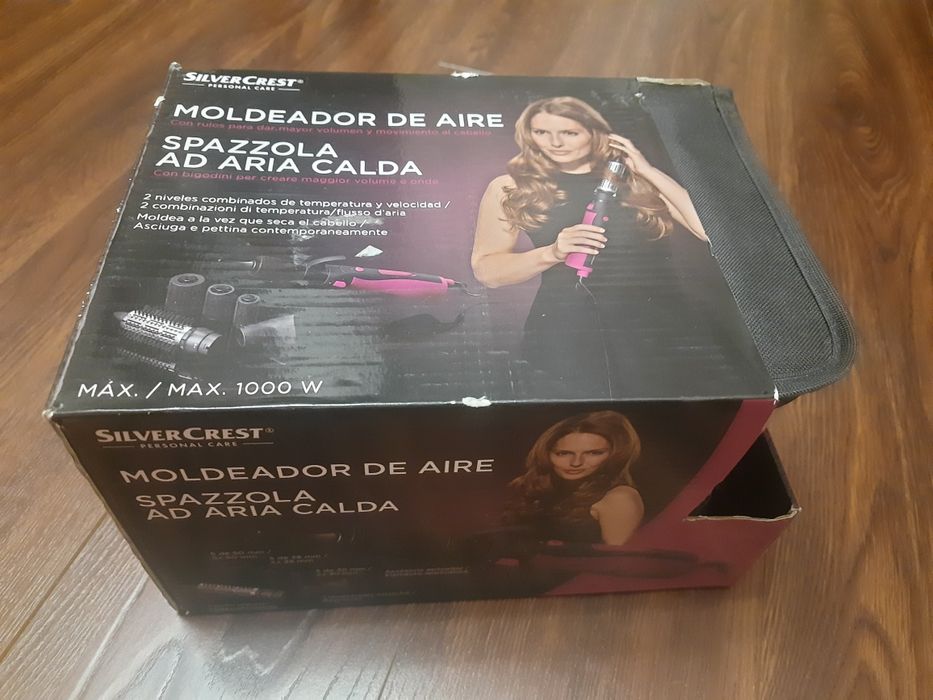 SILVERCREST®
PERSONAL CARE
MOLDEADOR DE AIRE
Con rulos para dar mayor volumen y movimiento al cabello
SPAZZOLA
AD ARIA CALDA
Con bigodini per creare maggior volume e onde
2 niveles combinados de temperatura y velocidad /
2 combinazioni di temperatura/flusso d'aria
Moldea a la vez que seca el cabello /
Asciuga e pettina contemporaneamente
MÁX. / MAX. 1000 W
SILVERCREST®
PERSONAL CARE
MOLDEADOR DE AIRE
SPAZZOLA
AD ARIA CALDA